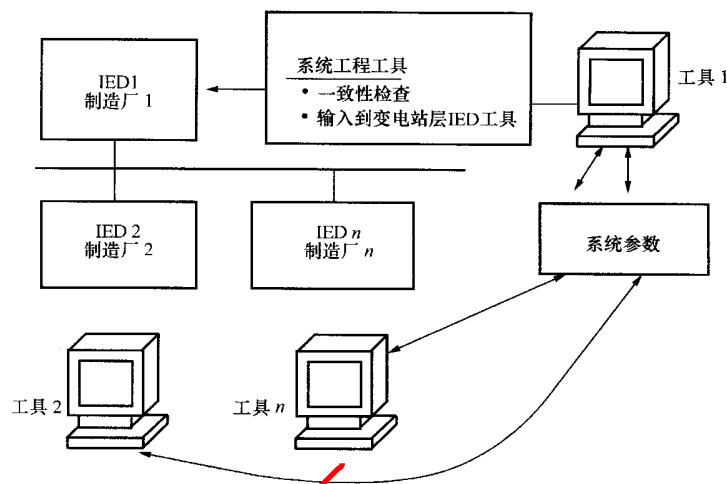 IED1
制造厂 1
系统工程工具
• 一致性检查
• 输入到变电站层IED工具
工具 1
IED 2
制造厂 2
IED n
制造厂 n
系统参数
工具 2
工具 n